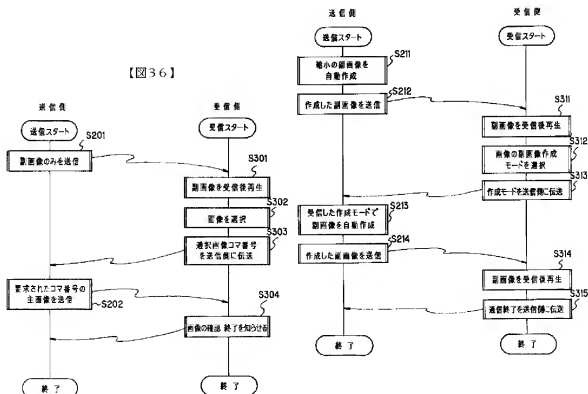 【図36】
送信側
受信側
送信スタート
受信スタート
S201
副画像のみを送信
S301
副画像を受信後再生
S302
画像を選択
S303
選択画像コマ番号
を送信側に伝送
要求されたコマ番号の
主画像を送信
S202
S304
画像の確認 終了を知らせる
終了
終了
送信側
受信側
送信スタート
受信スタート
S211
縮小の副画像を
自動作成
S212
作成した副画像を送信
S311
副画像を受信後再生
S312
画像の副画像作成
モードを選択
S313
作成モードを送信側に伝送
S213
受信した作成モードで
副画像を自動作成
S214
作成した副画像を送信
S314
副画像を受信後再生
S315
通信終了を送信側に伝送
終了
終了